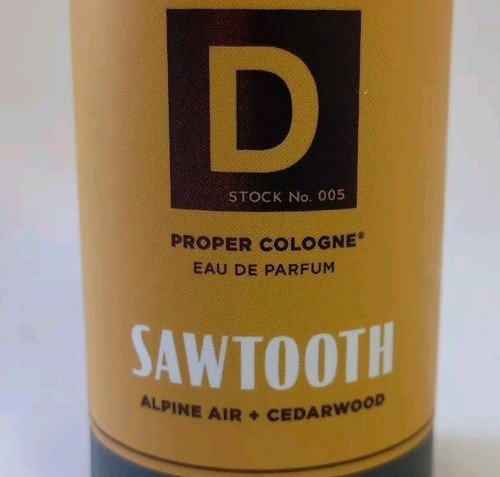 D
STOCK No. 005
PROPER COLOGNE®
EAU DE PARFUM
SAWTOOTH
ALPINE AIR + CEDARWOOD